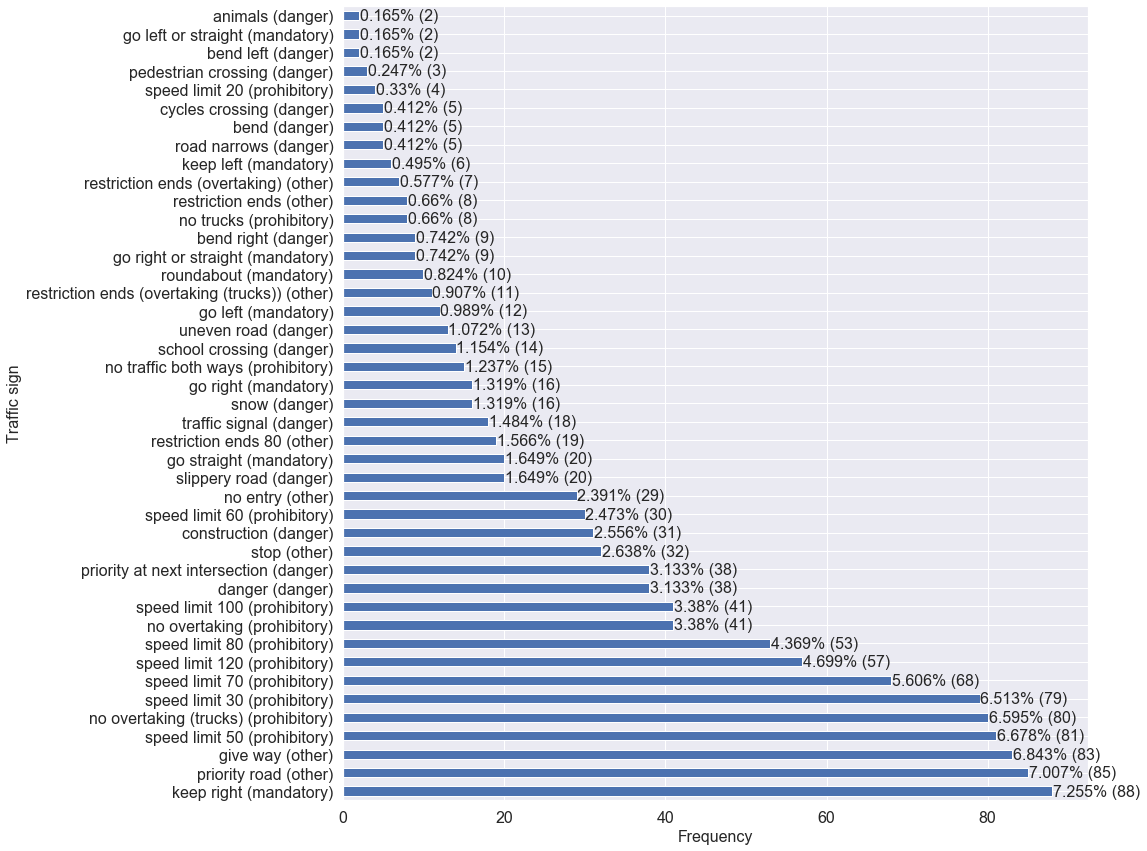 animals (danger) 0.165% (2)
go left or straight (mandatory) 0.165% (2)
bend left (danger) 0.165% (2)
pedestrian crossing (danger) 0.247% (3)
speed limit 20 (prohibitory) 0.33% (4)
cycles crossing (danger) 0.412% (5)
bend (danger) 0.412% (5)
road narrows (danger) 0.412% (5)
keep left (mandatory) 0.495% (6)
restriction ends (overtaking) (other) 0.577% (7)
restriction ends (other) 0.66% (8)
no trucks (prohibitory) 0.66% (8)
bend right (danger) 0.742% (9)
go right or straight (mandatory) 0.742% (9)
roundabout (mandatory) 0.824% (10)
restriction ends (overtaking (trucks)) (other) 0.907% (11)
go left (mandatory) 0.989% (12)
uneven road (danger) 1.072% (13)
school crossing (danger) 1.154% (14)
no traffic both ways (prohibitory) 1.237% (15)
go right (mandatory) 1.319% (16)
snow (danger) 1.319% (16)
traffic signal (danger) 1.484% (18)
restriction ends 80 (other) 1.566% (19)
go straight (mandatory) 1.649% (20)
slippery road (danger) 1.649% (20)
no entry (other) 2.391% (29)
speed limit 60 (prohibitory) 2.473% (30)
construction (danger) 2.556% (31)
stop (other) 2.638% (32)
priority at next intersection (danger) 3.133% (38)
danger (danger) 3.133% (38)
speed limit 100 (prohibitory) 3.38% (41)
no overtaking (prohibitory) 3.38% (41)
speed limit 80 (prohibitory) 4.369% (53)
speed limit 120 (prohibitory) 4.699% (57)
speed limit 70 (prohibitory) 5.606% (68)
speed limit 30 (prohibitory) 6.513% (79)
no overtaking (trucks) (prohibitory) 6.595% (80)
speed limit 50 (prohibitory) 6.678% (81)
give way (other) 6.843% (83)
priority road (other) 7.007% (85)
keep right (mandatory) 7.255% (88)
Traffic sign
0 20 40 60 80
Frequency